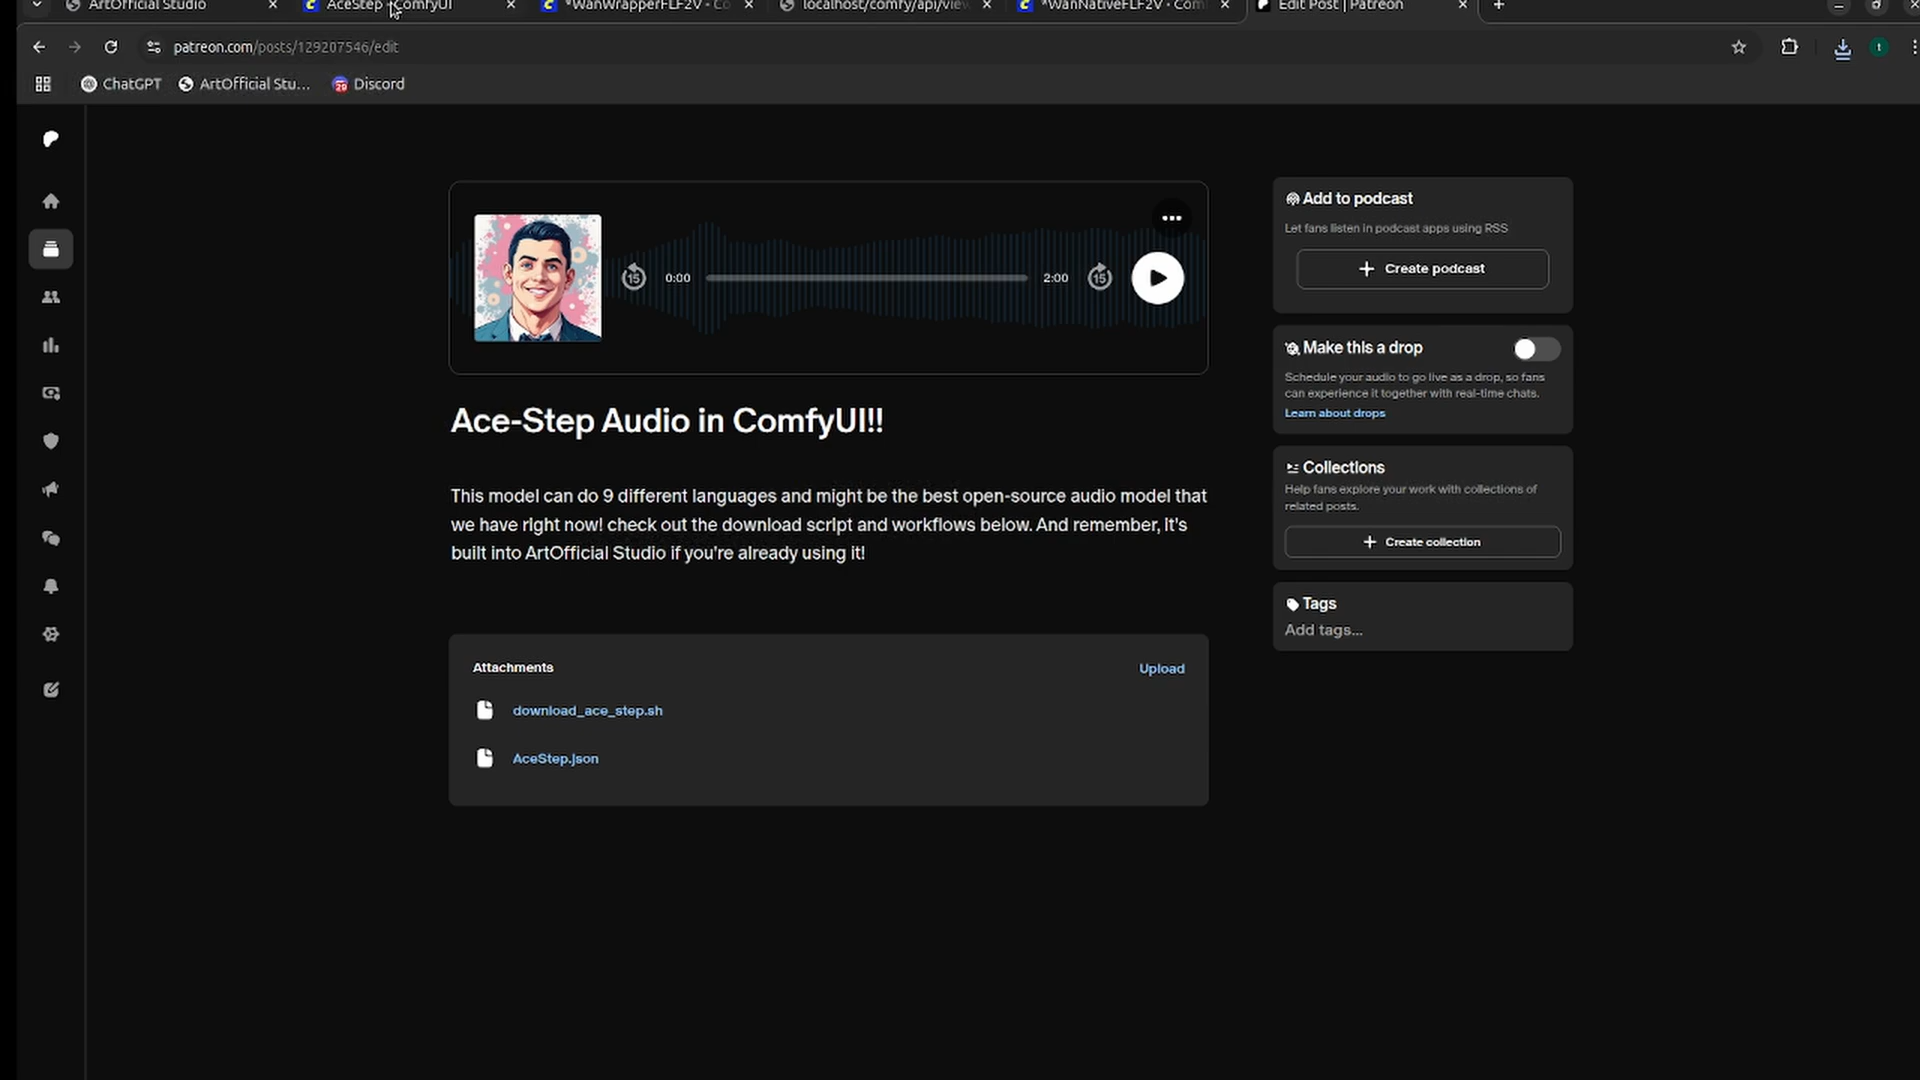 ArtOfficial Studio
AceStep - ComfyUI
*WanWrapperFLF2V - Co
localhost/comfy/api/view
*WanNativeFLF2V - Com
Edit Post | Patreon
patreon.com/posts/129207546/edit
t
ChatGPT
ArtOfficial Stu...
29
Discord
15
0:00
2:00
15
Ace-Step Audio in ComfyUI!!
This model can do 9 different languages and might be the best open-source audio model that
we have right now! check out the download script and workflows below. And remember, it's
built into ArtOfficial Studio if you're already using it!
Attachments
Upload
download_ace_step.sh
AceStep.json
Add to podcast
Let fans listen in podcast apps using RSS
Create podcast
Make this a drop
Schedule your audio to go live as a drop, so fans
can experience it together with real-time chats.
Learn about drops
Collections
Help fans explore your work with collections of
related posts.
Create collection
Tags
Add tags...